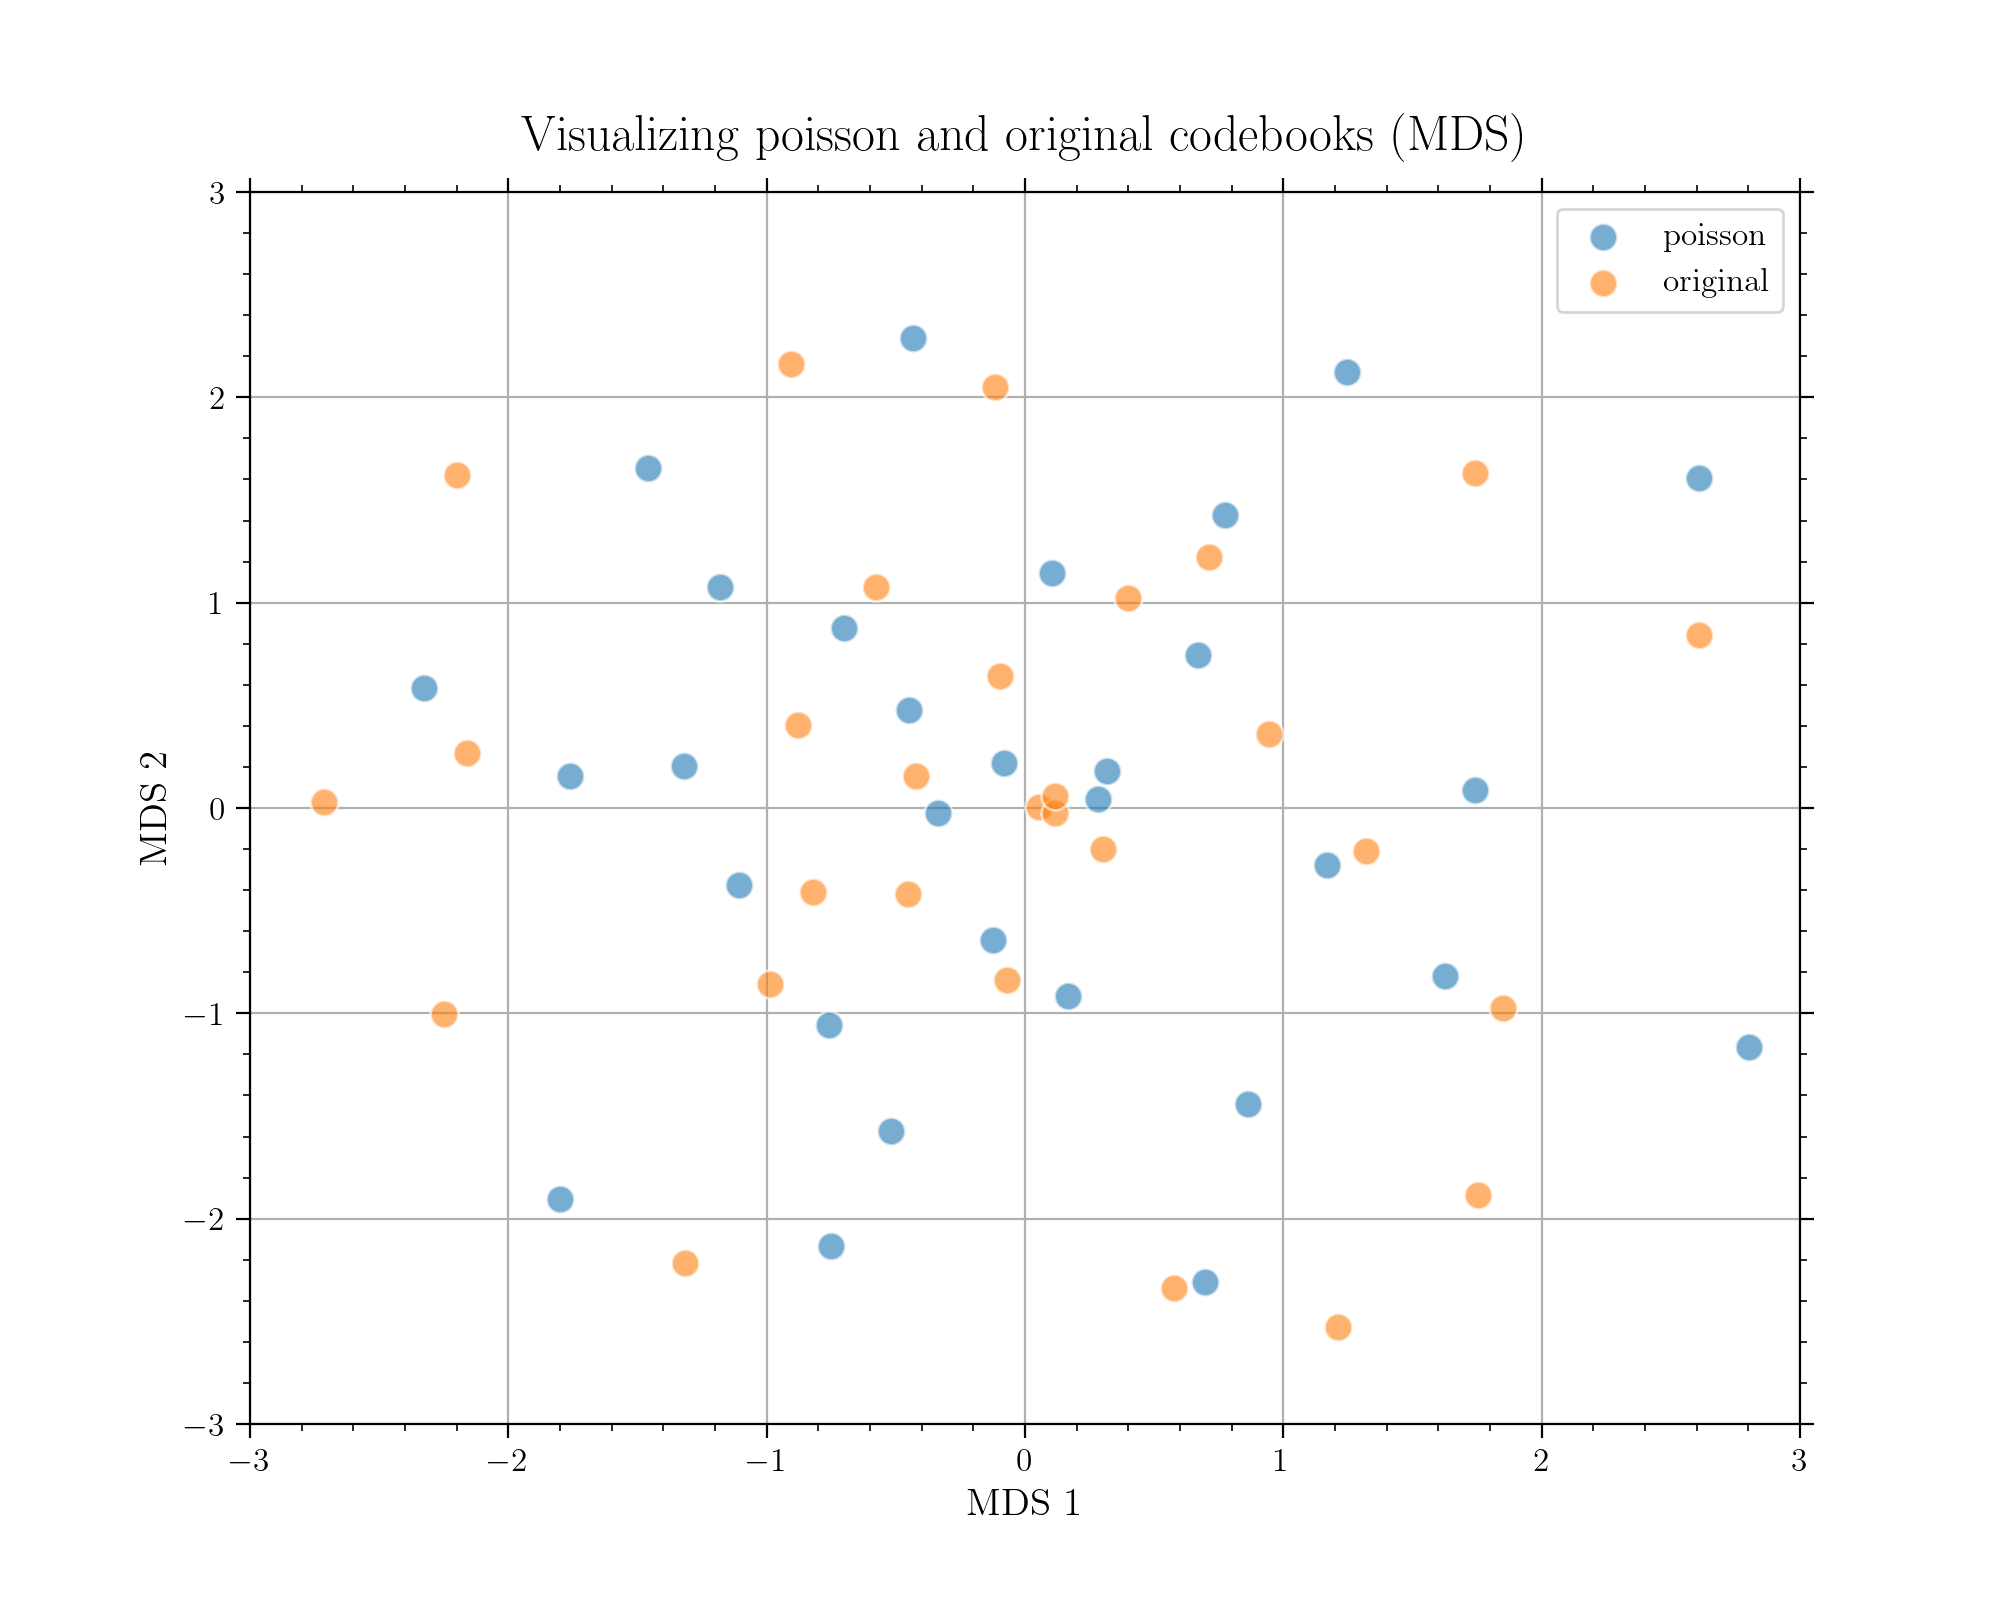 Visualizing poisson and original codebooks (MDS)
poisson
original
3
2
1
0
−1
−2
−3
MDS 2
−3
−2
−1
0
1
2
3
MDS 1